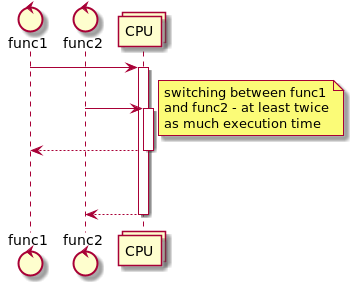 func1
func2
CPU
switching between func1
and func2 - at least twice
as much execution time
func1
func2
CPU